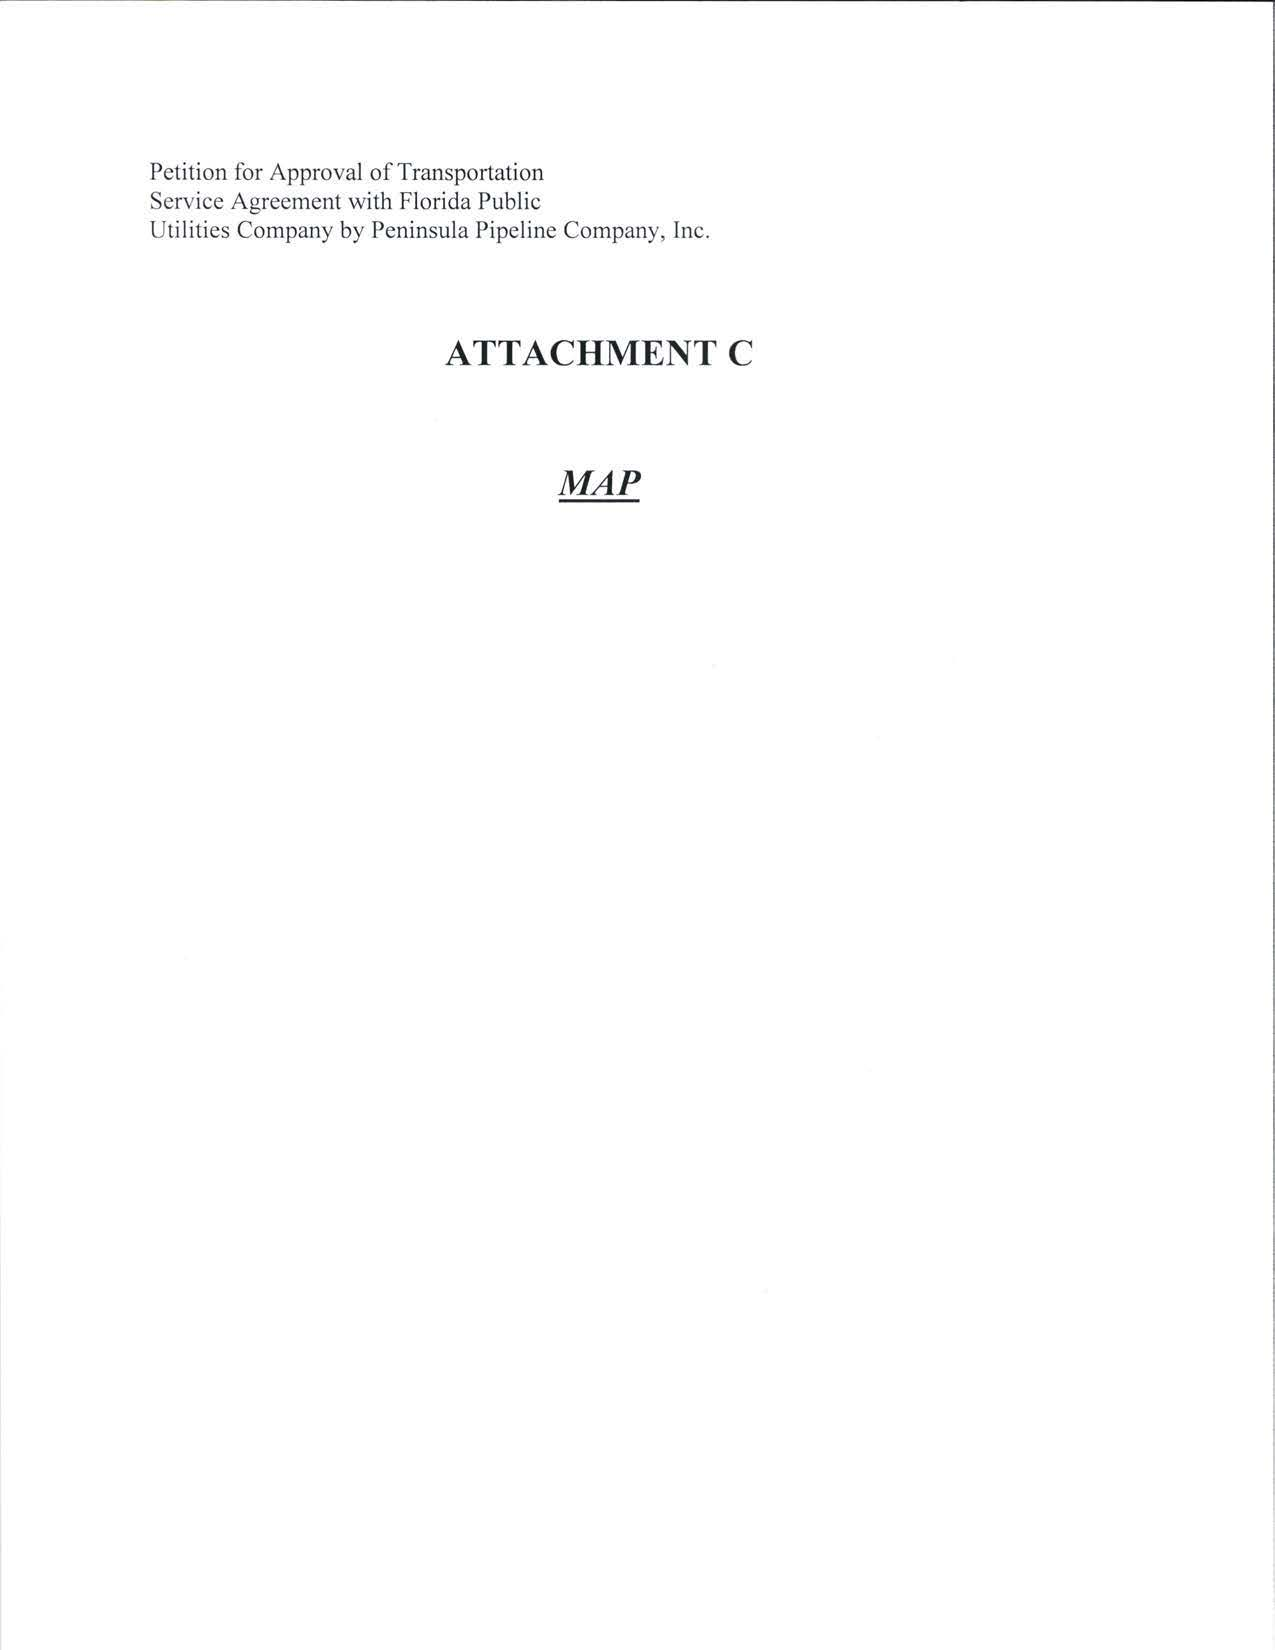 Petition for Approval of Transportation
Service Agreement with Florida Public
Utilities Company by Peninsula Pipeline Company, Inc.
ATTACHMENT C
MAP